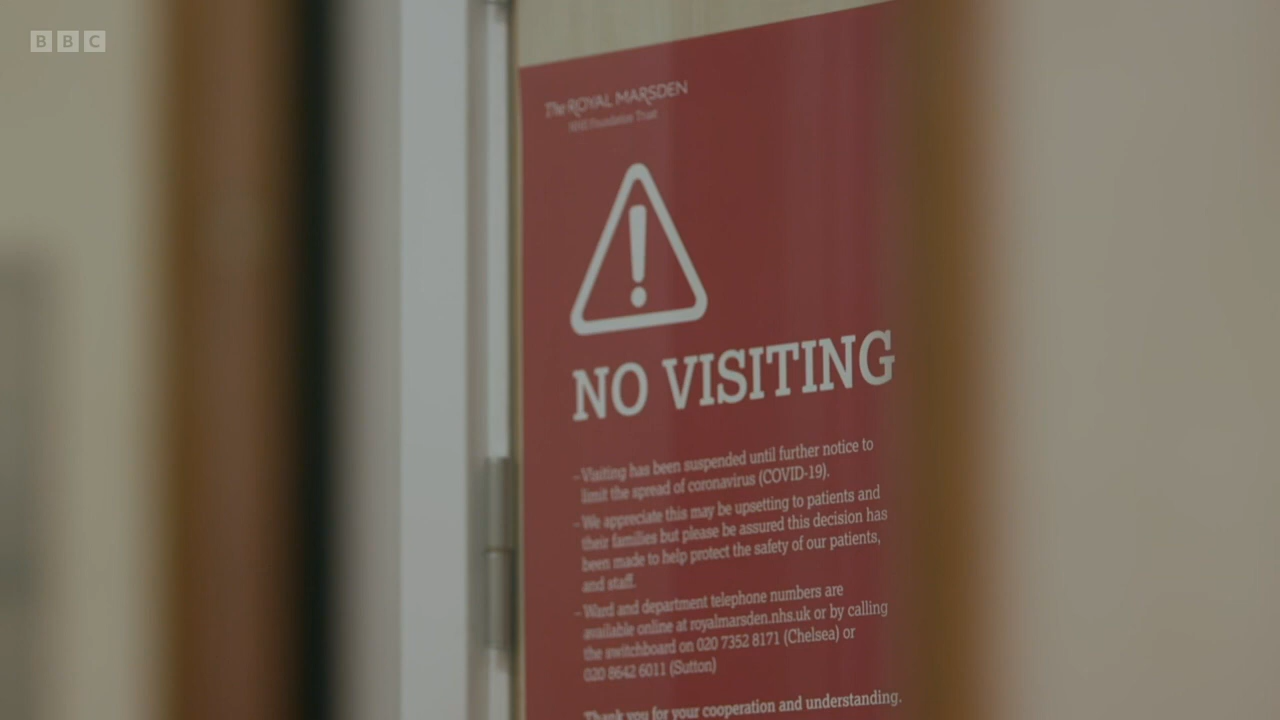 BBC
The ROYAL MARSDEN
NHS Foundation Trust
NO VISITING
- Visiting has been suspended until further notice to
limit the spread of coronavirus (COVID-19).
- We appreciate this may be upsetting to patients and
their families but please be assured this decision has
been made to help protect the safety of our patients,
and staff.
- Ward and department telephone numbers are
available online at royalmarsden.nhs.uk or by calling
the switchboard on 020 7352 8171 (Chelsea) or
020 8642 6011 (Sutton)
Thank you for your cooperation and understanding.